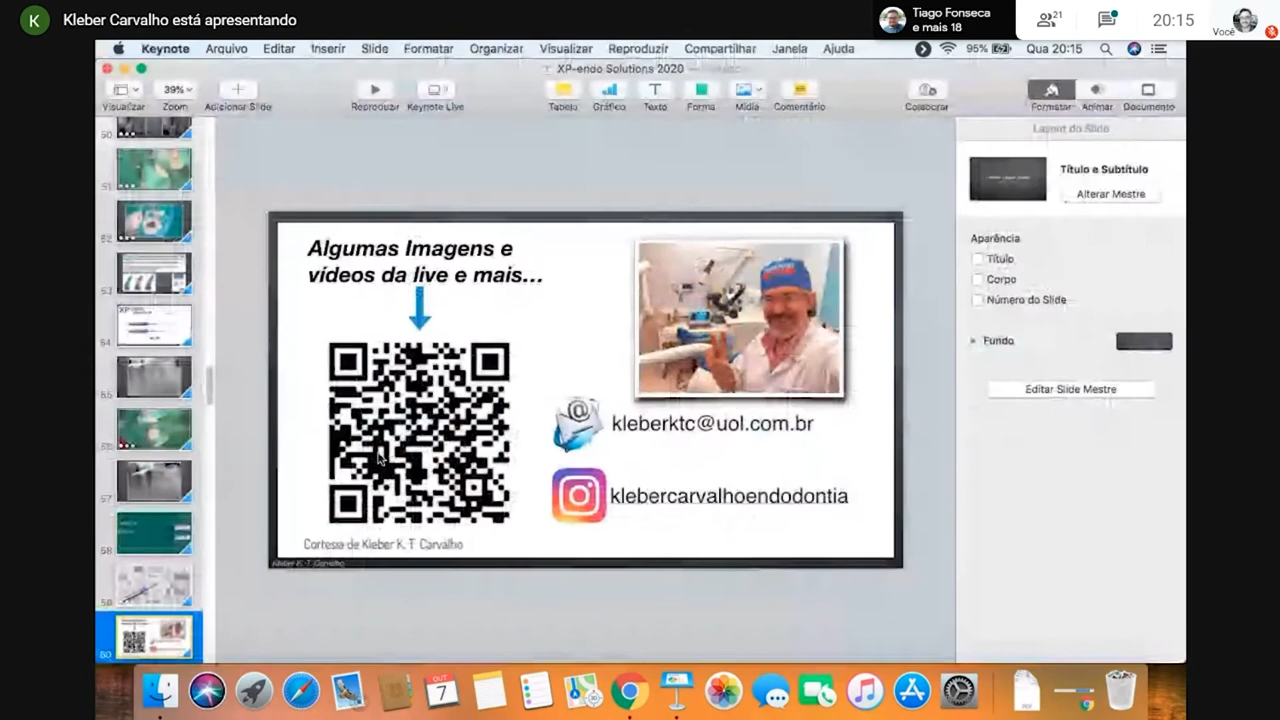 K
Kleber Carvalho está apresentando
Tiago Fonseca
e mais 18
21
20:15
Você
Keynote Arquivo Editar Inserir Slide Formatar Organizar Visualizar Reproduzir Compartilhar Janela Ajuda
95% Qua 20:15
XP-endo Solutions 2020
39%
Visualizar Zoom Adicionar Slide Reproduzir Keynote Live Tabela Gráfico Texto Forma Mídia Comentário Colaborar Formatar Animar Documento
Layout do Slide
Título e Subtítulo
Alterar Mestre
Aparência
Título
Corpo
Número do Slide
Fundo
Editar Slide Mestre
Algumas Imagens e
vídeos da live e mais...
kleberktc@uol.com.br
klebercarvalhoendodontia
Cortesia de Kleber K. T Carvalho
Kleber K. T. Carvalho
OUT
7